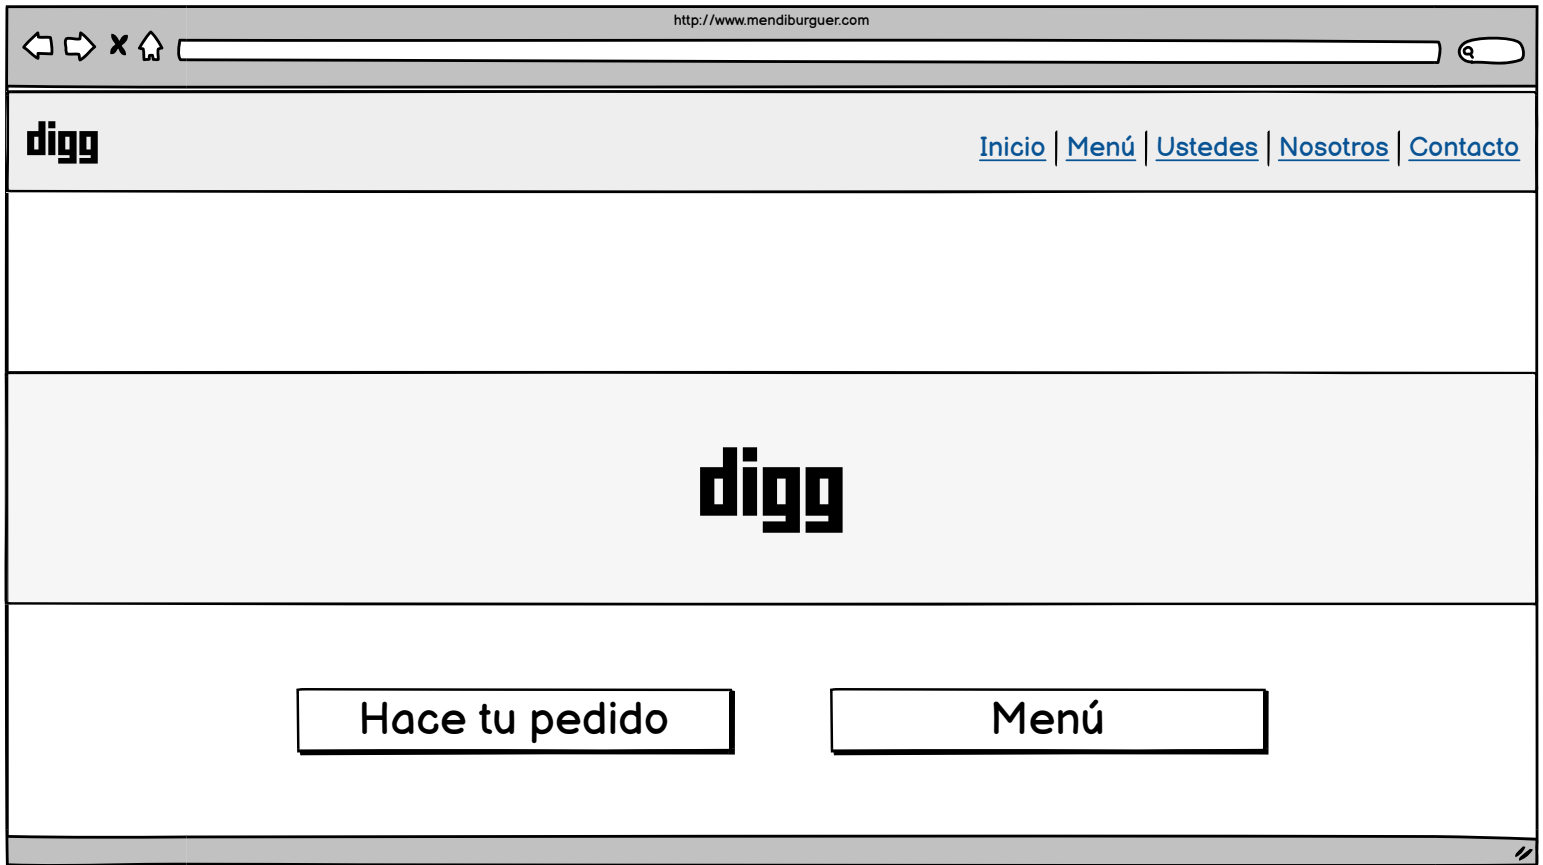 http://www.mendiburguer.com
digg
Inicio | Menú | Ustedes | Nosotros | Contacto
digg
Hace tu pedido
Menú